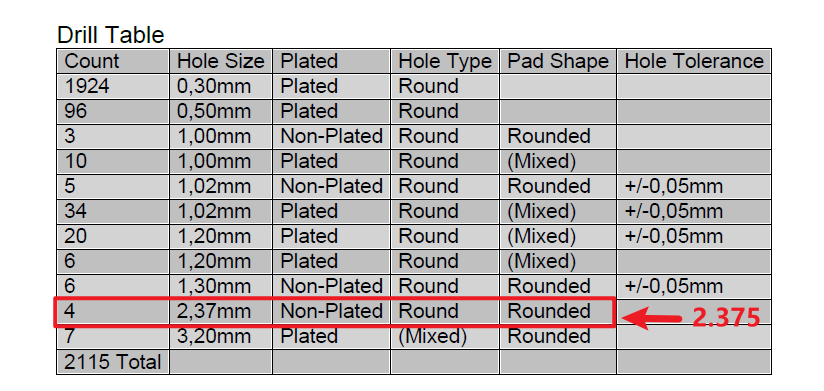 Drill Table
Count Hole Size Plated Hole Type Pad Shape Hole Tolerance
1924 0,30mm Plated Round
96 0,50mm Plated Round
3 1,00mm Non-Plated Round Rounded
10 1,00mm Plated Round (Mixed)
5 1,02mm Non-Plated Round Rounded +/-0,05mm
34 1,02mm Plated Round (Mixed) +/-0,05mm
20 1,20mm Plated Round (Mixed) +/-0,05mm
6 1,20mm Plated Round (Mixed)
6 1,30mm Non-Plated Round Rounded +/-0,05mm
4 2,37mm Non-Plated Round Rounded 2.375
7 3,20mm Plated (Mixed) Rounded
2115 Total